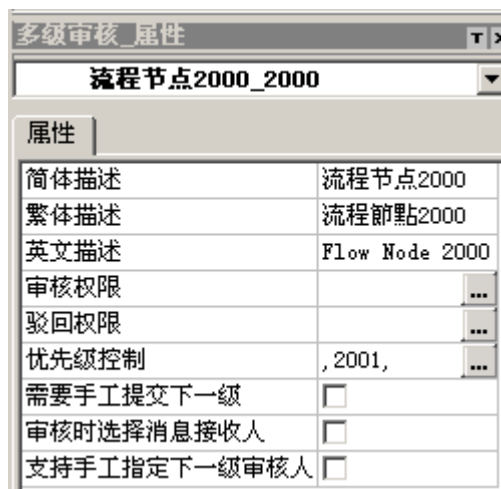 多级审核_属性
流程节点2000_2000
属性
简体描述 流程节点2000
繁体描述 流程節點2000
英文描述 Flow Node 2000
审核权限 ...
驳回权限 ...
优先级控制 ,2001, ...
需要手工提交下一级
审核时选择消息接收人
支持手工指定下一级审核人